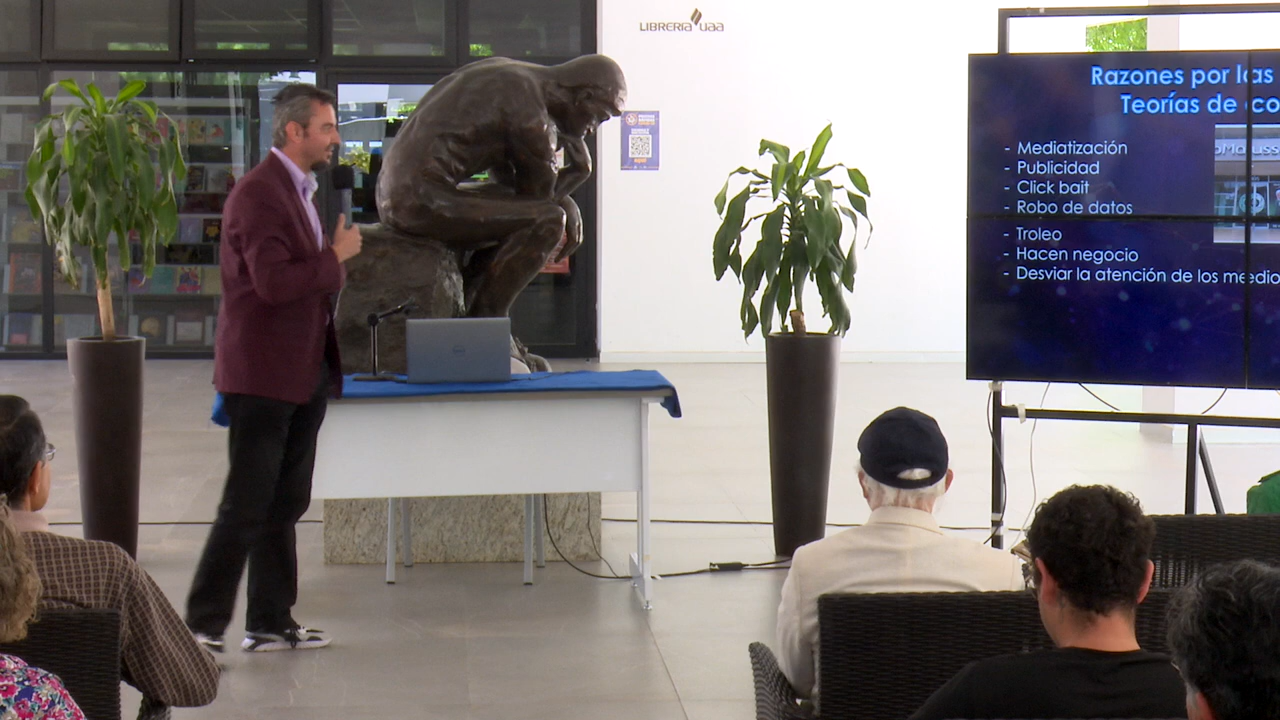 LIBRERÍA UAA
Razones por las
Teorías de co
- Mediatización
- Publicidad
- Click bait
- Robo de datos
- Troleo
- Hacen negocio
- Desviar la atención de los medio